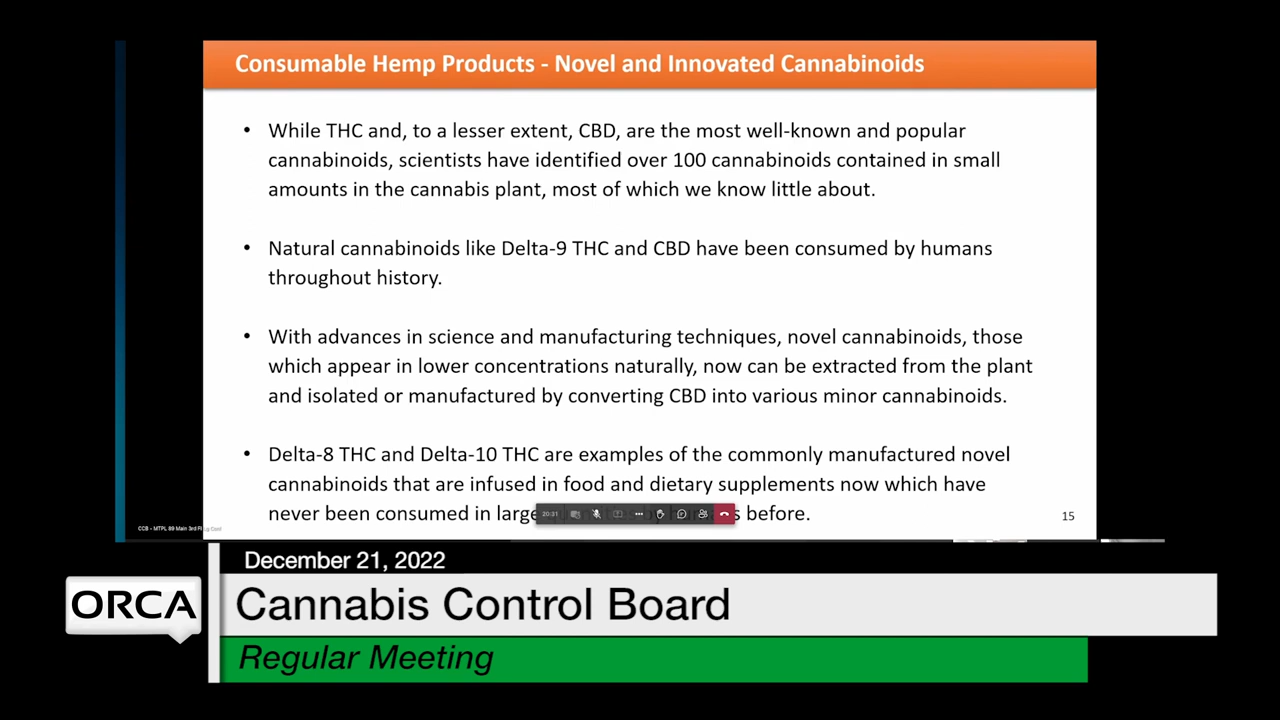 Consumable Hemp Products - Novel and Innovated Cannabinoids
• While THC and, to a lesser extent, CBD, are the most well-known and popular
cannabinoids, scientists have identified over 100 cannabinoids contained in small
amounts in the cannabis plant, most of which we know little about.
• Natural cannabinoids like Delta-9 THC and CBD have been consumed by humans
throughout history.
• With advances in science and manufacturing techniques, novel cannabinoids, those
which appear in lower concentrations naturally, now can be extracted from the plant
and isolated or manufactured by converting CBD into various minor cannabinoids.
• Delta-8 THC and Delta-10 THC are examples of the commonly manufactured novel
cannabinoids that are infused in food and dietary supplements now which have
never been consumed in large before.
20:31
15
CCB - MTPL 89 Main 3rd
December 21, 2022
ORCA
Cannabis Control Board
Regular Meeting